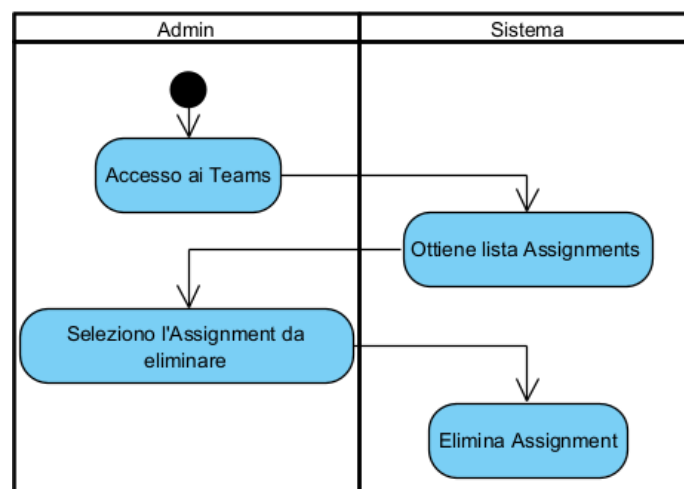 Admin
Sistema
Accesso ai Teams
Ottiene lista Assignments
Seleziono l'Assignment da
eliminare
Elimina Assignment